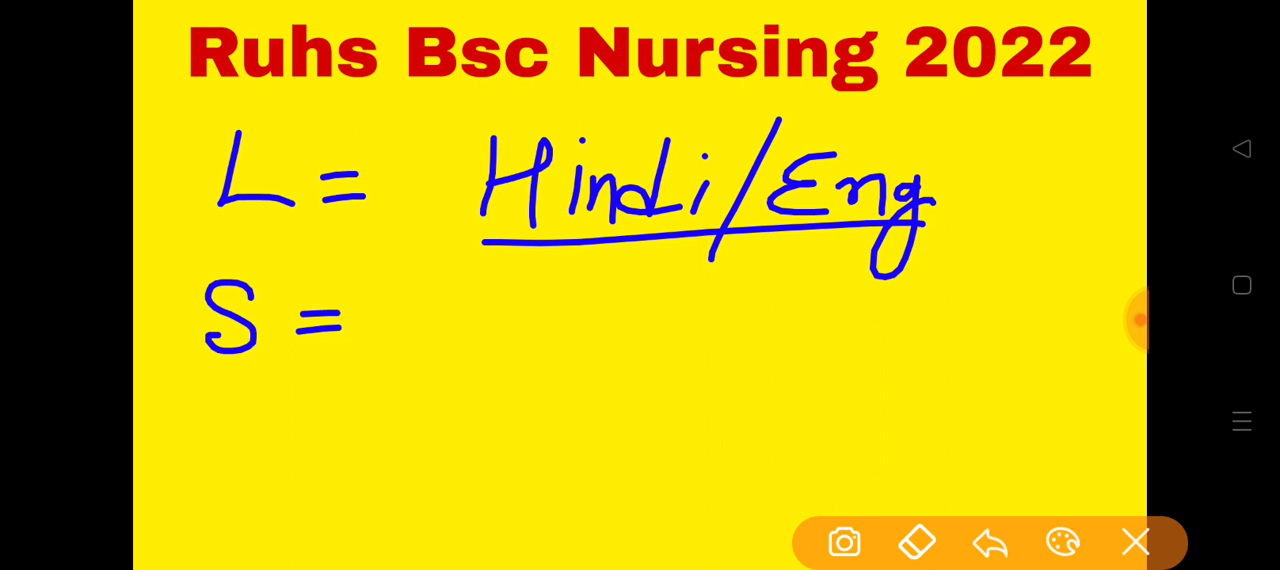 Ruhs Bsc Nursing 2022
L = Hindi/Eng
S =